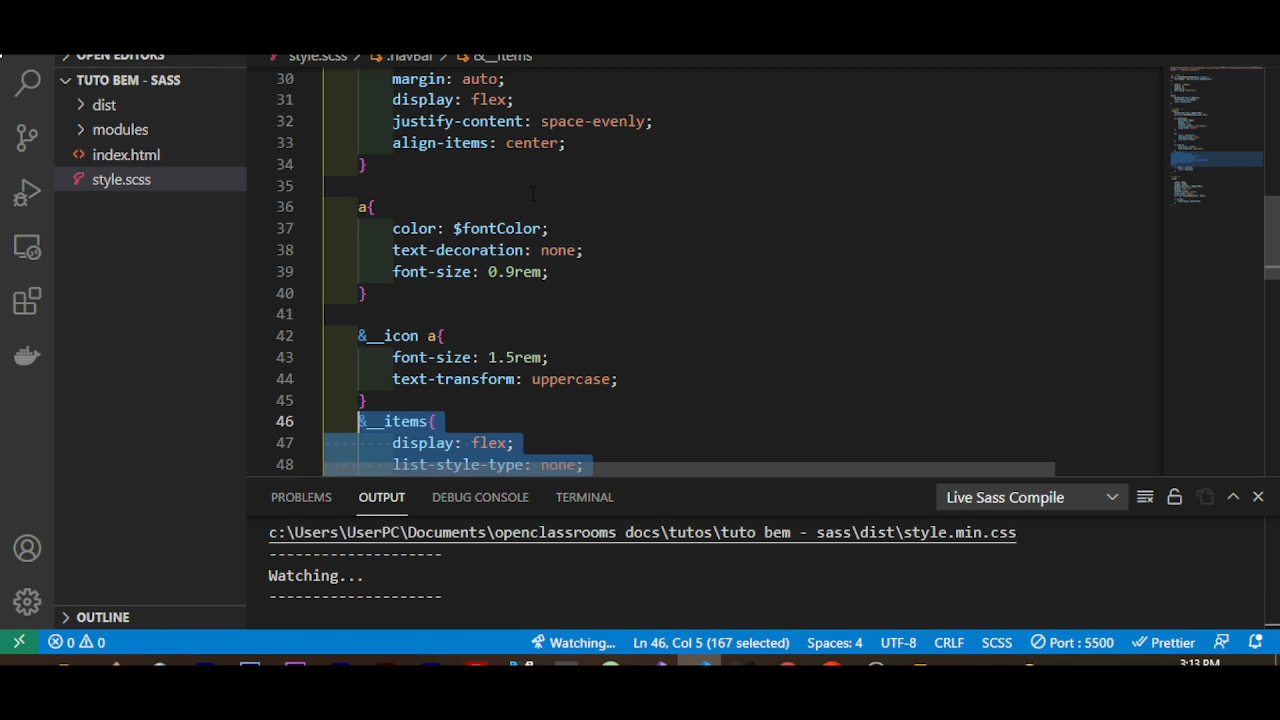 OPEN EDITORS
style.scss > .navBar > &__items
TUTO BEM - SASS
dist
modules
index.html
style.scss
30 margin: auto;
31 display: flex;
32 justify-content: space-evenly;
33 align-items: center;
34 }
35
36 a{
37 color: $fontColor;
38 text-decoration: none;
39 font-size: 0.9rem;
40 }
41
42 &__icon a{
43 font-size: 1.5rem;
44 text-transform: uppercase;
45 }
46 &__items{
47 display: flex;
48 list-style-type: none;
PROBLEMS OUTPUT DEBUG CONSOLE TERMINAL Live Sass Compile
c:\Users\UserPC\Documents\openclassrooms docs\tutos\tuto bem - sass\dist\style.min.css
--------------------
Watching...
--------------------
OUTLINE
0 0 Watching... Ln 46, Col 5 (167 selected) Spaces: 4 UTF-8 CRLF SCSS Port : 5500 Prettier
3:13 PM